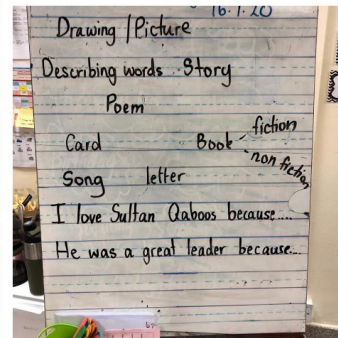 16.1.20
Drawing/Picture
Describing words Story
Poem
fiction
Card Book
non fiction
Song letter
I love Sultan Qaboos because....
He was a great leader because...